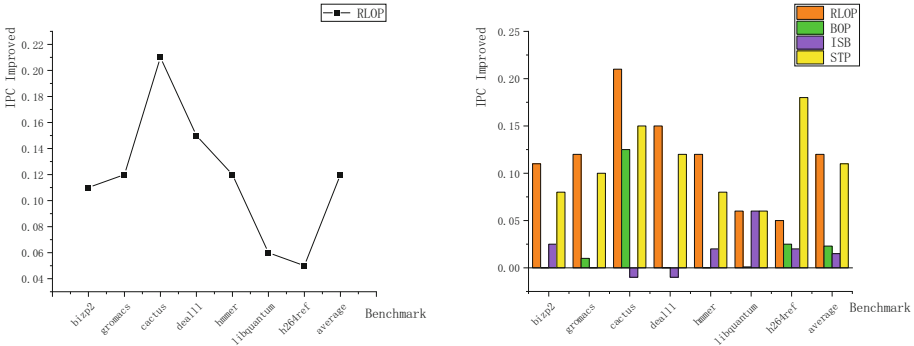 RLOP
IPC Improved
0.22
0.20
0.18
0.16
0.14
0.12
0.10
0.08
0.06
0.04
bizp2
gromacs
cactus
dealll
hmmer
libquantum
h264ref
average
Benchmark
RLOP
BOP
ISB
STP
IPC Improved
0.25
0.20
0.15
0.10
0.05
0.00
bizp2
gromacs
cactus
dealll
hmmer
libquantum
h264ref
average
Benchmark